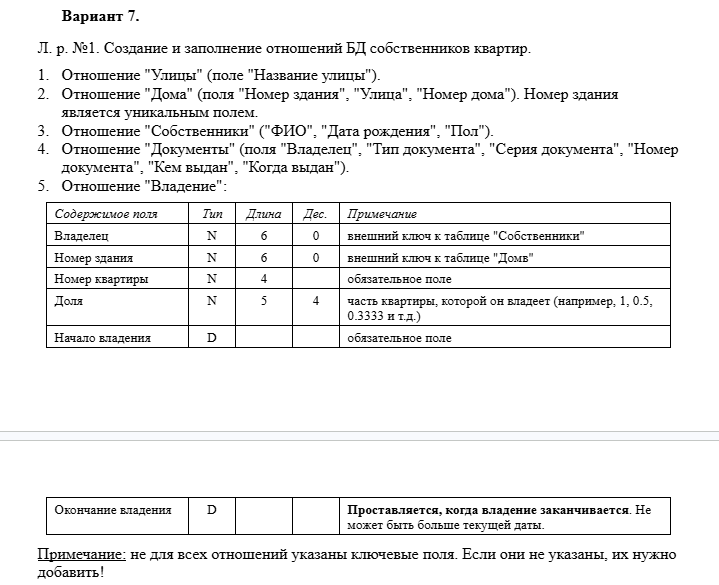 Вариант 7.
Л. р. №1. Создание и заполнение отношений БД собственников квартир.
1. Отношение "Улицы" (поле "Название улицы").
2. Отношение "Дома" (поля "Номер здания", "Улица", "Номер дома"). Номер здания
является уникальным полем.
3. Отношение "Собственники" ("ФИО", "Дата рождения", "Пол").
4. Отношение "Документы" (поля "Владелец", "Тип документа", "Серия документа", "Номер
документа", "Кем выдан", "Когда выдан").
5. Отношение "Владение":
Содержимое поля Тип Длина Дес. Примечание
Владелец N 6 0 внешний ключ к таблице "Собственники"
Номер здания N 6 0 внешний ключ к таблице "Домв"
Номер квартиры N 4 обязательное поле
Доля N 5 4 часть квартиры, которой он владеет (например, 1, 0.5,
0.3333 и т.д.)
Начало владения D обязательное поле
Окончание владения D Проставляется, когда владение заканчивается. Не
может быть больше текущей даты.
Примечание: не для всех отношений указаны ключевые поля. Если они не указаны, их нужно
добавить!